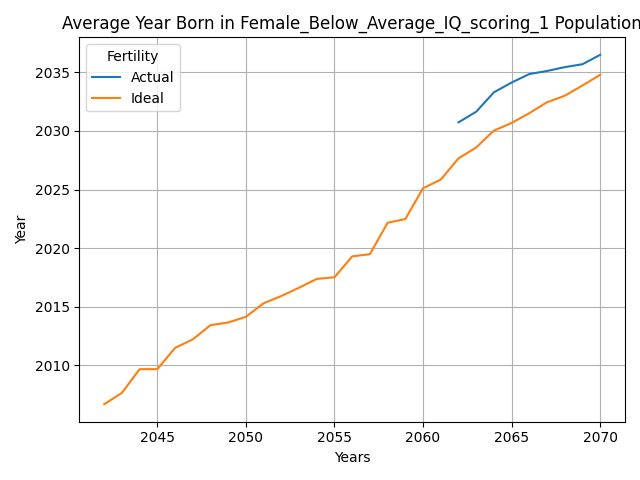 Average Year Born in Female_Below_Average_IQ_scoring_1 Population
Fertility
Actual
Ideal
2035
2030
2025
2020
2015
2010
Year
2045 2050 2055 2060 2065 2070
Years